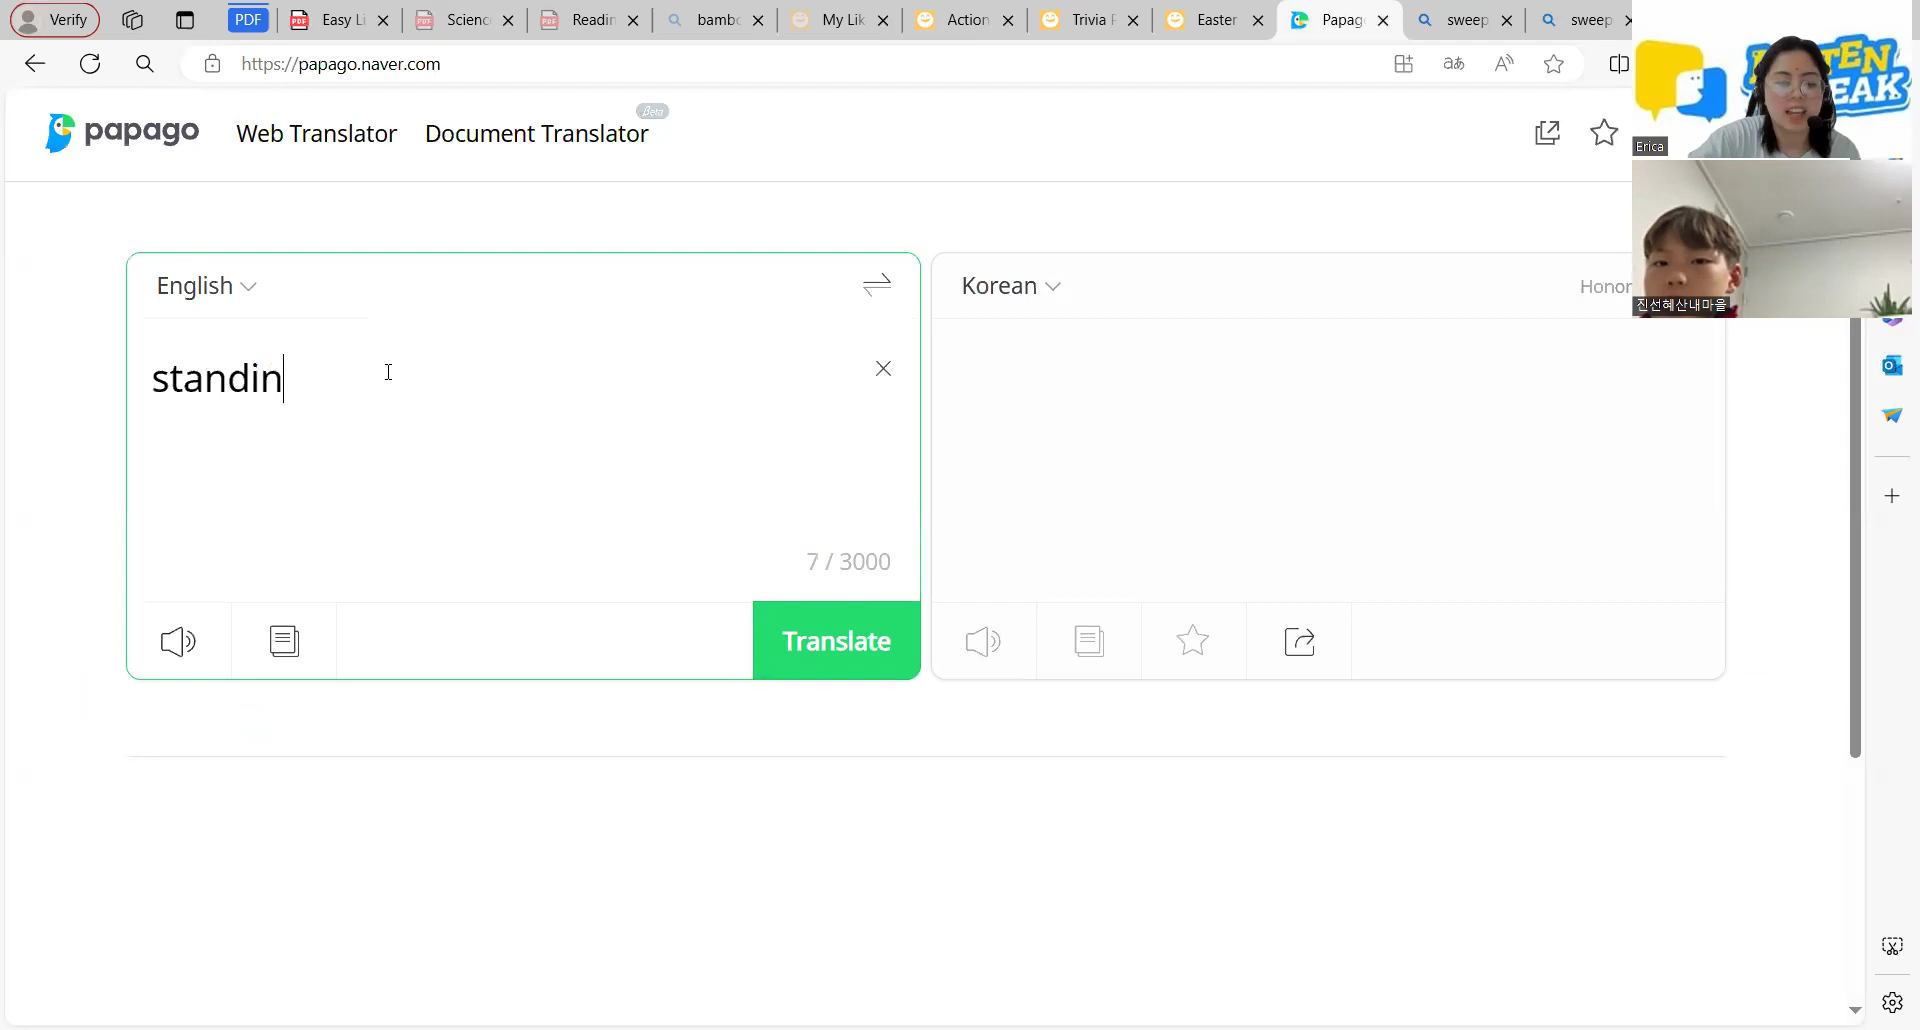 Verify
PDF
Easy Li
Scienc
Readin
bambo
My Lik
Action
Trivia F
Easter
Papag
sweep
sweep
https://papago.naver.com
papago
Web Translator
Document Translator
Beta
English
Korean
Honor
standin
7 / 3000
Translate
Erica
진선혜산내마을